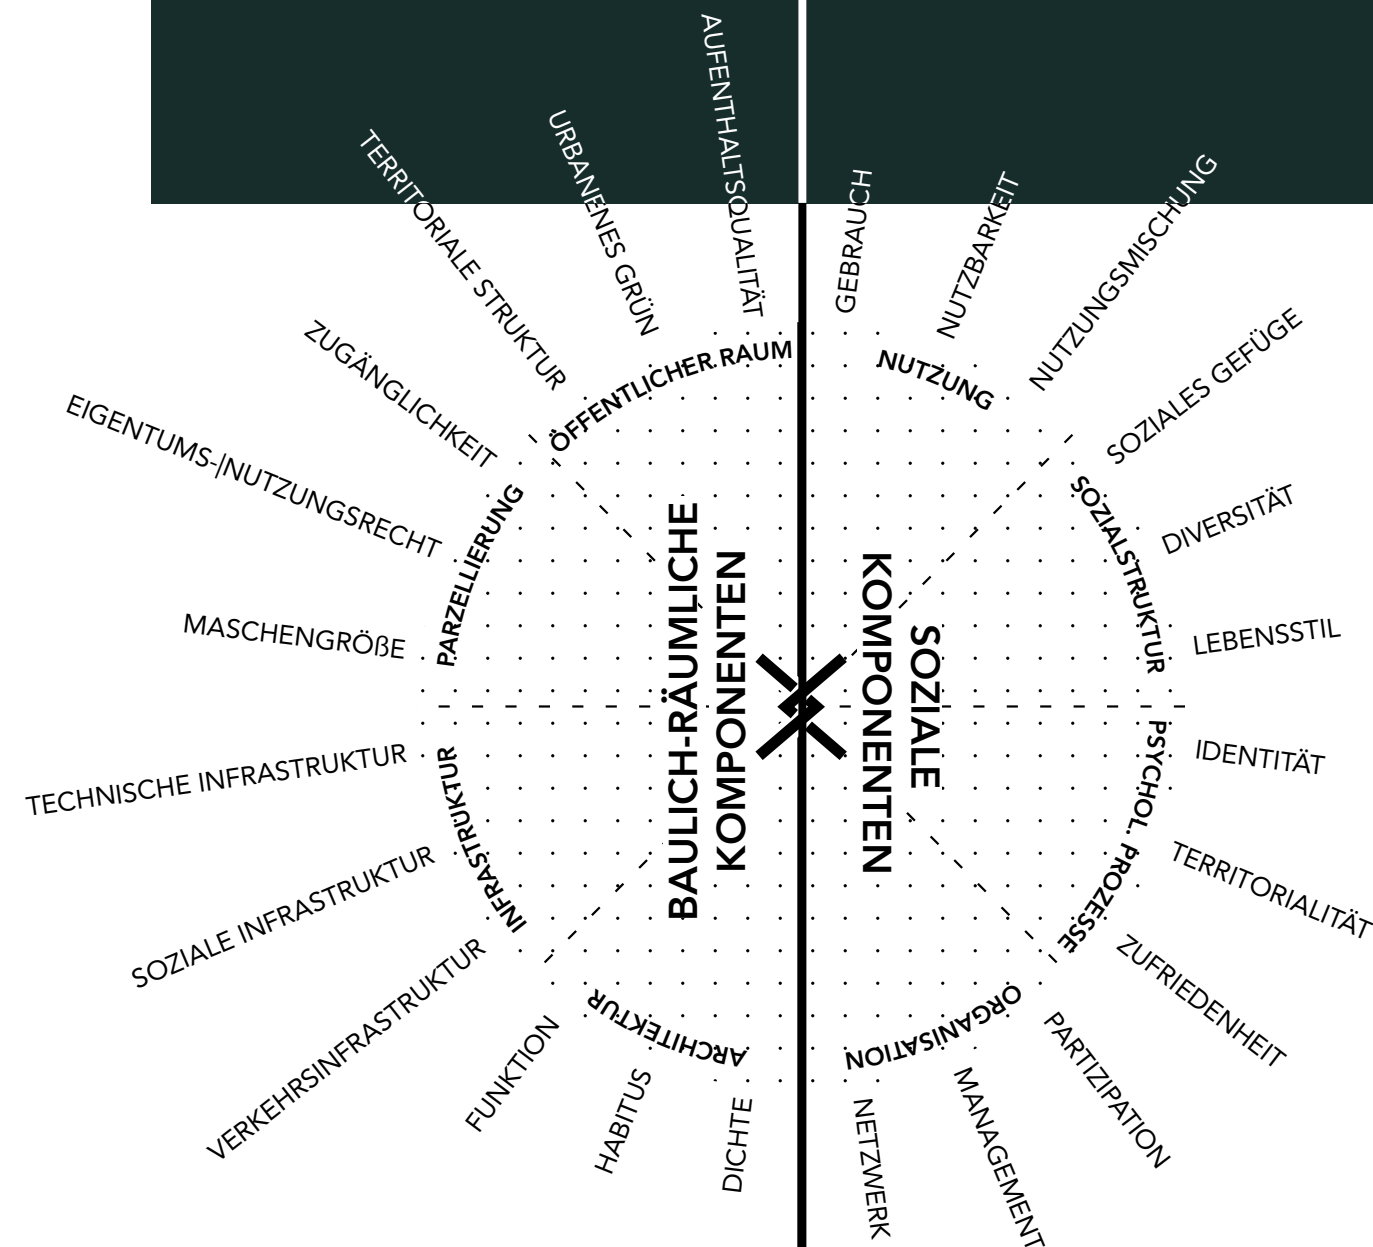 AUFENTHALTSQUALITÄT
URBANENES GRÜN
TERRITORIALE STRUKTUR
ZUGÄNGLICHKEIT
EIGENTUMS-|NUTZUNGSRECHT
MASCHENGRÖßE
TECHNISCHE INFRASTRUKTUR
SOZIALE INFRASTRUKTUR
VERKEHRSINFRASTRUKTUR
FUNKTION
HABITUS
DICHTE
ÖFFENTLICHER RAUM
PARZELLIERUNG
INFRASTRUKTUR
ARCHITEKTUR
BAULICH-RÄUMLICHE
KOMPONENTEN
SOZIALE
KOMPONENTEN
NUTZUNG
SOZIALSTRUKTUR
PSYCHOL. PROZESSE
ORGANISATION
GEBRAUCH
NUTZBARKEIT
NUTZUNGSMISCHUNG
SOZIALES GEFÜGE
DIVERSITÄT
LEBENSSTIL
IDENTITÄT
TERRITORIALITÄT
ZUFRIEDENHEIT
PARTIZIPATION
MANAGEMENT
NETZWERK